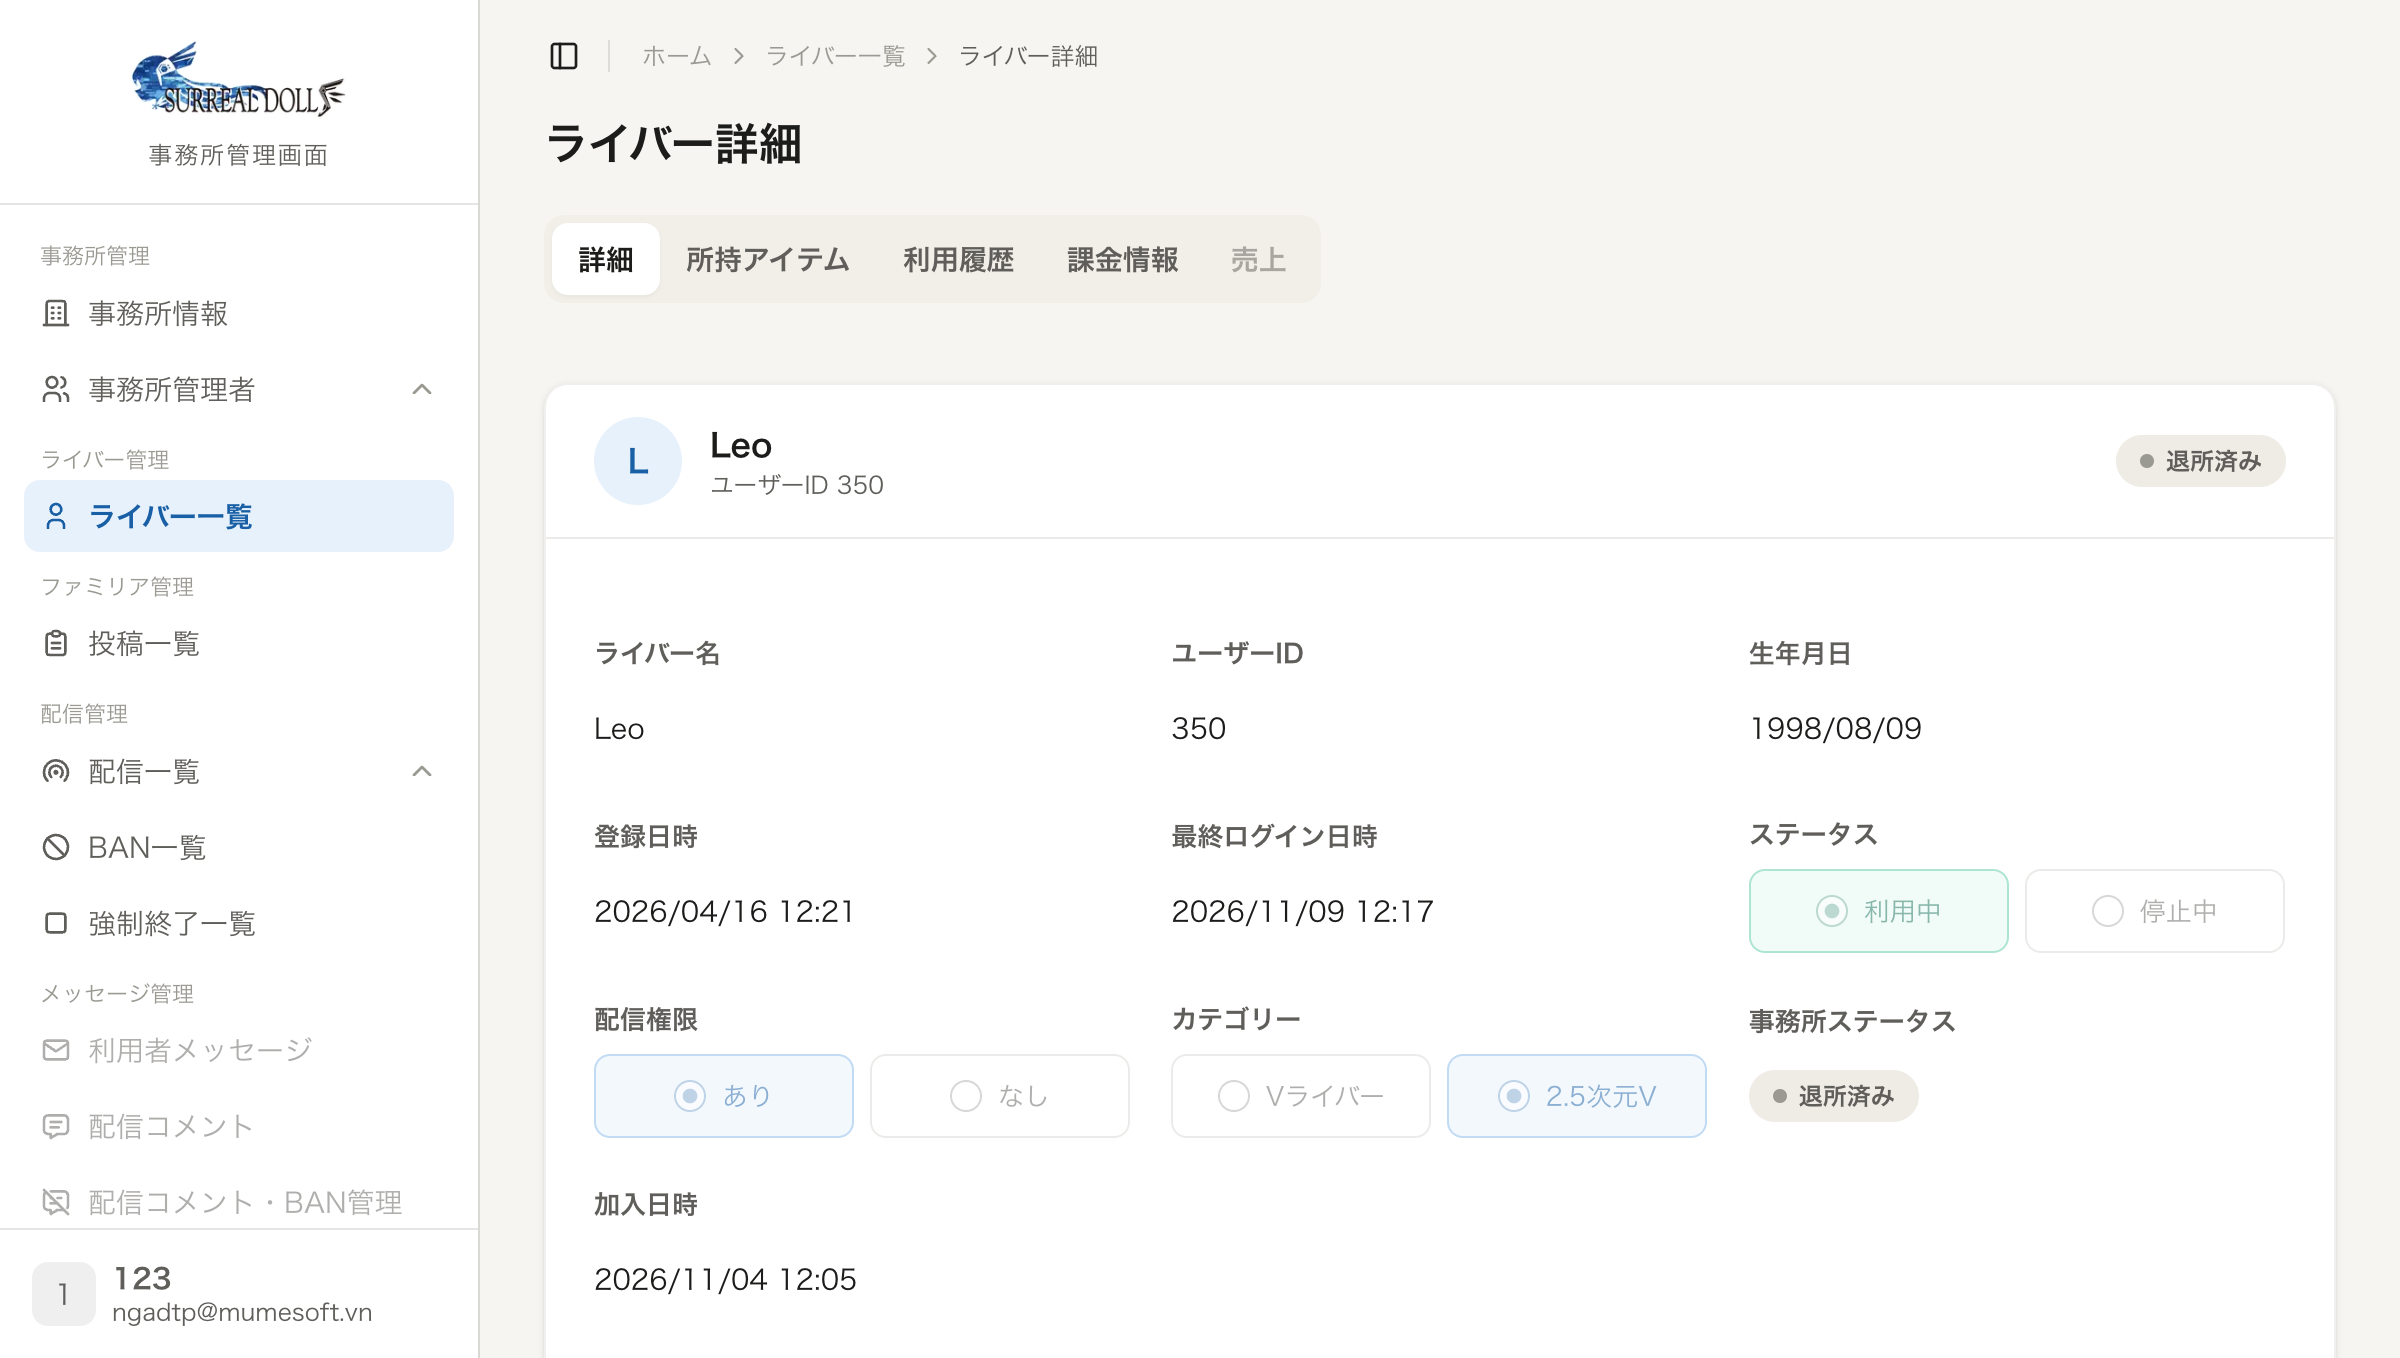 SURREAL DOLLS
事務所管理画面
事務所管理
事務所情報
事務所管理者
ライバー管理
ライバー一覧
ファミリア管理
投稿一覧
配信管理
配信一覧
BAN一覧
強制終了一覧
メッセージ管理
利用者メッセージ
配信コメント
配信コメント・BAN管理
1
123
ngadtp@mumesoft.vn
ホーム > ライバー一覧 > ライバー詳細
ライバー詳細
詳細 所持アイテム 利用履歴 課金情報 売上
L
Leo
ユーザーID 350
退所済み
ライバー名 ユーザーID 生年月日
Leo 350 1998/08/09
登録日時 最終ログイン日時 ステータス
2026/04/16 12:21 2026/11/09 12:17 利用中 停止中
配信権限 カテゴリー 事務所ステータス
あり なし Vライバー 2.5次元V 退所済み
加入日時
2026/11/04 12:05